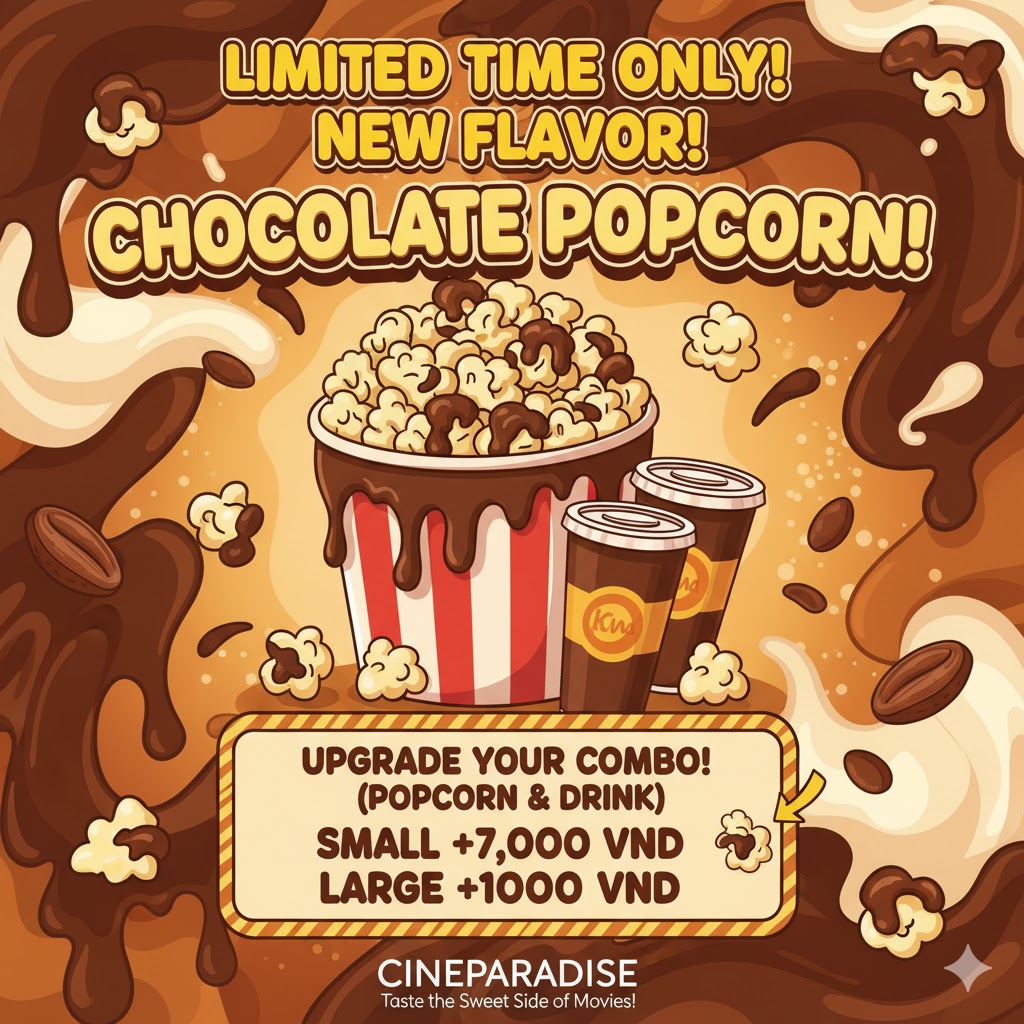 LIMITED TIME ONLY!
NEW FLAVOR!
CHOCOLATE POPCORN!
UPGRADE YOUR COMBO!
(POPCORN & DRINK)
SMALL +7,000 VND
LARGE +1000 VND
CINEPARADISE
Taste the Sweet Side of Movies!